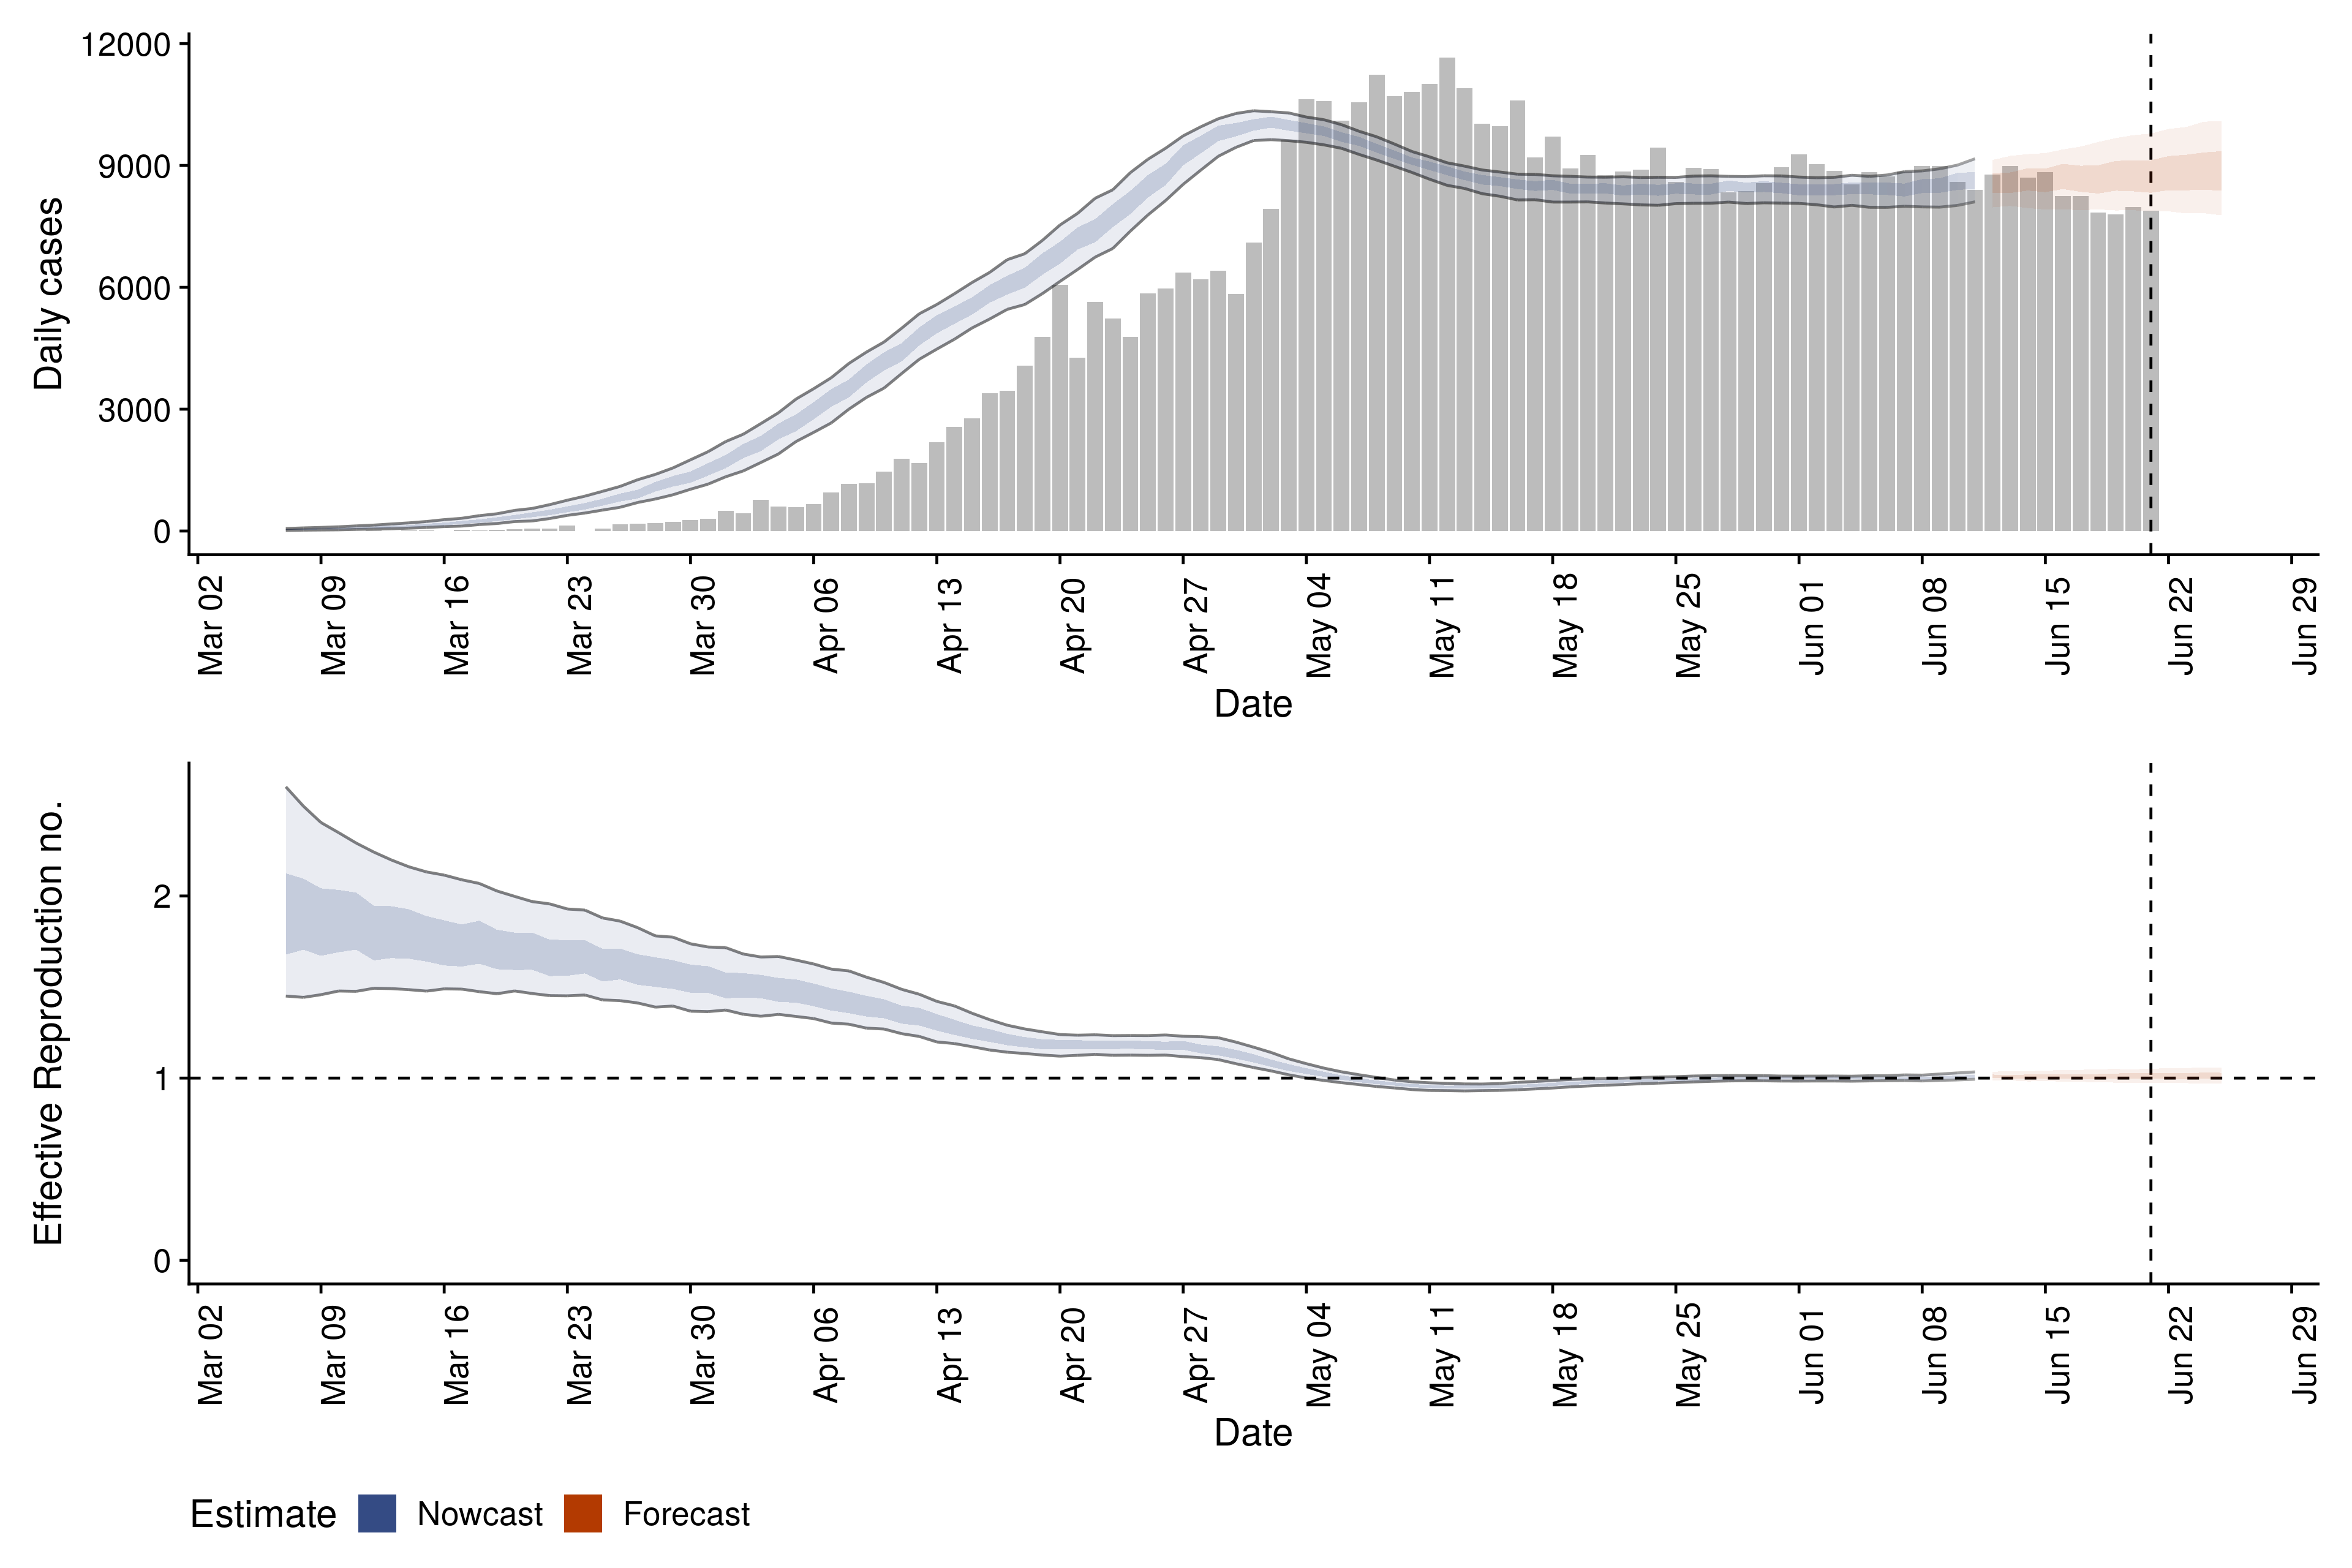 12000
9000
6000
3000
0
Daily cases
Mar 02 Mar 09 Mar 16 Mar 23 Mar 30 Apr 06 Apr 13 Apr 20 Apr 27 May 04 May 11 May 18 May 25 Jun 01 Jun 08 Jun 15 Jun 22 Jun 29
Date
2
1
0
Effective Reproduction no.
Mar 02 Mar 09 Mar 16 Mar 23 Mar 30 Apr 06 Apr 13 Apr 20 Apr 27 May 04 May 11 May 18 May 25 Jun 01 Jun 08 Jun 15 Jun 22 Jun 29
Date
Estimate Nowcast Forecast